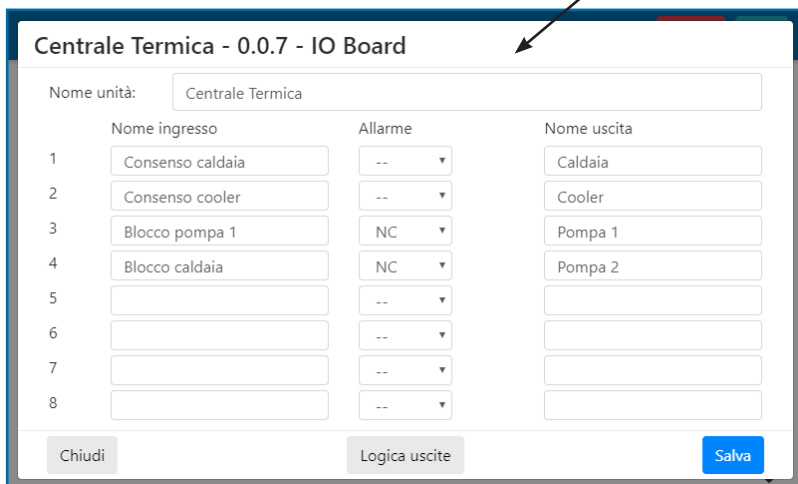 Centrale Termica - 0.0.7 - IO Board
Nome unità: Centrale Termica
Nome ingresso Allarme Nome uscita
1 Consenso caldaia -- Caldaia
2 Consenso cooler -- Cooler
3 Blocco pompa 1 NC Pompa 1
4 Blocco caldaia NC Pompa 2
5 --
6 --
7 --
8 --
Chiudi Logica uscite Salva